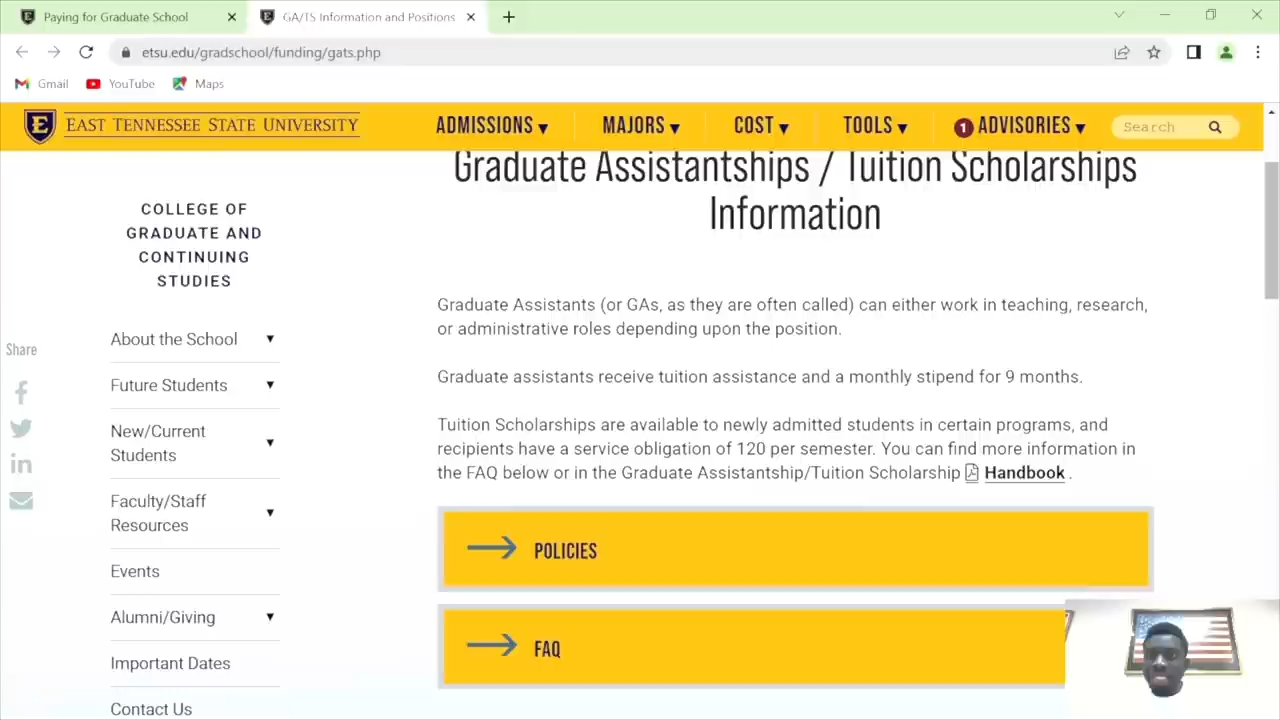 Paying for Graduate School
GA/TS Information and Positions
etsu.edu/gradschool/funding/gats.php
Gmail
YouTube
Maps
E EAST TENNESSEE STATE UNIVERSITY
ADMISSIONS ▼
MAJORS ▼
COST ▼
TOOLS ▼
1 ADVISORIES ▼
Search
Graduate Assistantships / Tuition Scholarships
Information
COLLEGE OF
GRADUATE AND
CONTINUING
STUDIES
About the School ▼
Future Students ▼
New/Current
Students ▼
Faculty/Staff
Resources ▼
Events
Alumni/Giving ▼
Important Dates
Contact Us
Share
Graduate Assistants (or GAs, as they are often called) can either work in teaching, research,
or administrative roles depending upon the position.
Graduate assistants receive tuition assistance and a monthly stipend for 9 months.
Tuition Scholarships are available to newly admitted students in certain programs, and
recipients have a service obligation of 120 per semester. You can find more information in
the FAQ below or in the Graduate Assistantship/Tuition Scholarship Handbook .
POLICIES
FAQ